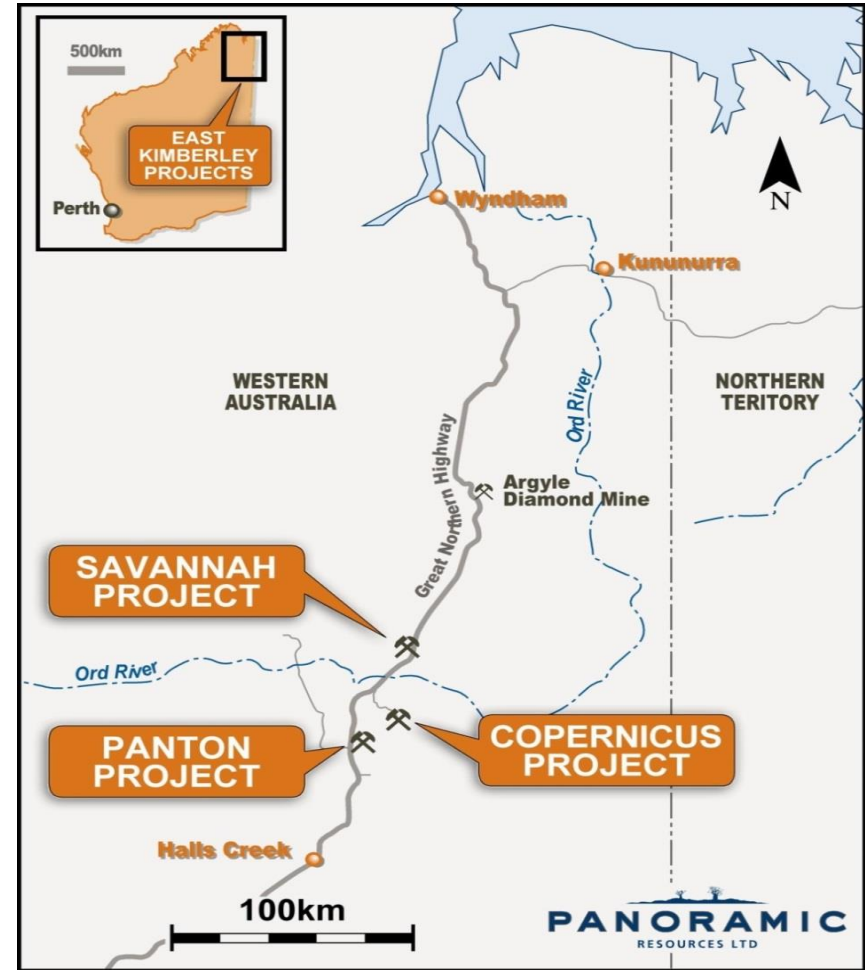 500km
EAST
KIMBERLEY
PROJECTS
Perth
Wyndham
N
Kununurra
WESTERN
AUSTRALIA
NORTHERN
TERITORY
Ord River
Great Northern Highway
Argyle
Diamond Mine
SAVANNAH
PROJECT
Ord River
PANTON
PROJECT
COPERNICUS
PROJECT
Halls Creek
100km
PANORAMIC
RESOURCES LTD